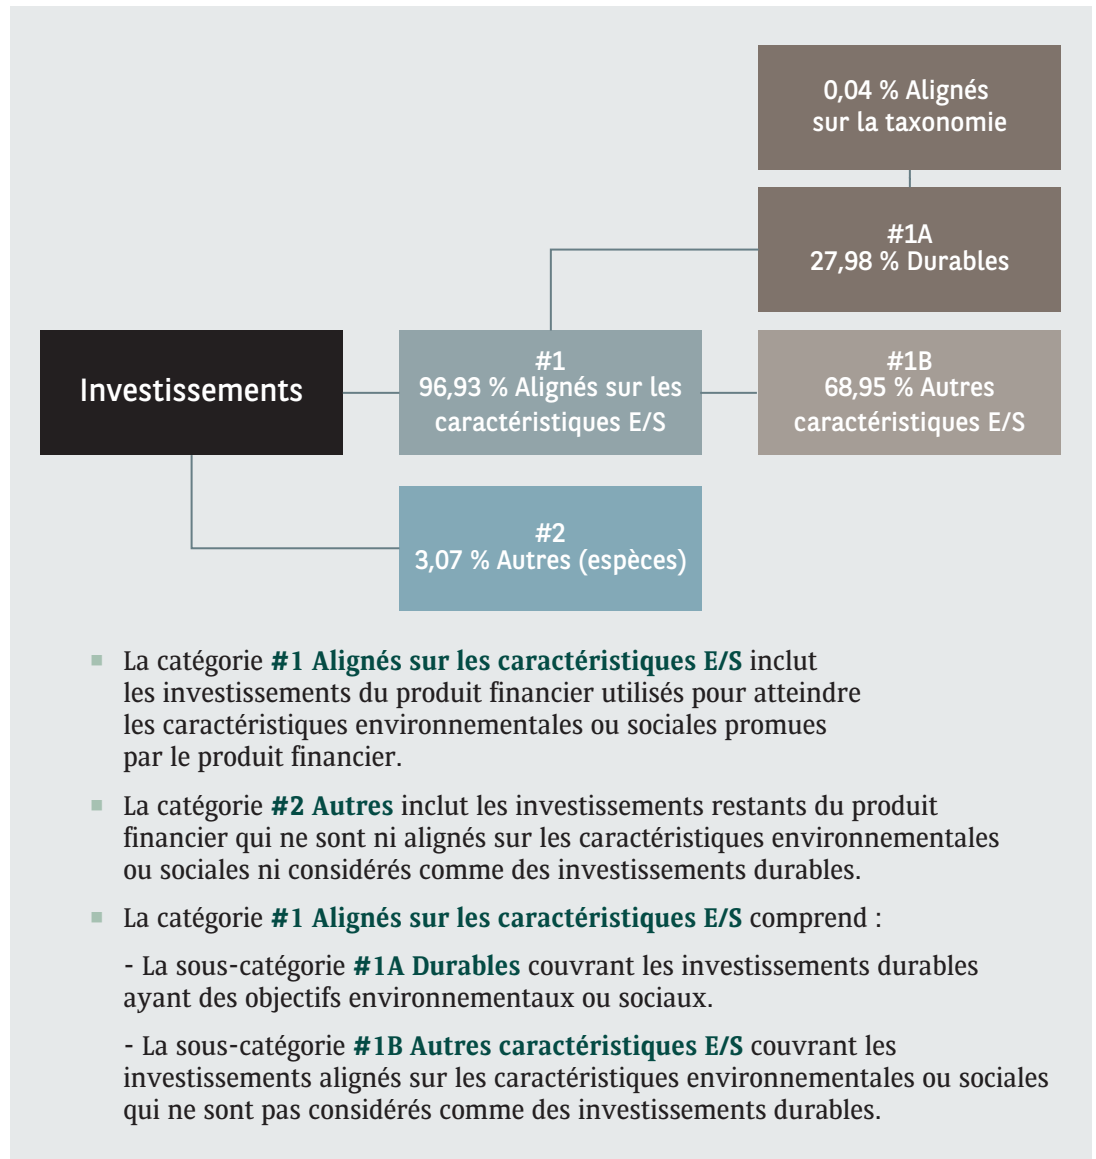 0,04 % Alignés
sur la taxonomie
#1A
27,98 % Durables
Investissements
#1
96,93 % Alignés sur les
caractéristiques E/S
#1B
68,95 % Autres
caractéristiques E/S
#2
3,07 % Autres (espèces)
La catégorie #1 Alignés sur les caractéristiques E/S inclut
les investissements du produit financier utilisés pour atteindre
les caractéristiques environnementales ou sociales promues
par le produit financier.
La catégorie #2 Autres inclut les investissements restants du produit
financier qui ne sont ni alignés sur les caractéristiques environnementales
ou sociales ni considérés comme des investissements durables.
La catégorie #1 Alignés sur les caractéristiques E/S comprend :
- La sous-catégorie #1A Durables couvrant les investissements durables
ayant des objectifs environnementaux ou sociaux.
- La sous-catégorie #1B Autres caractéristiques E/S couvrant les
investissements alignés sur les caractéristiques environnementales ou sociales
qui ne sont pas considérés comme des investissements durables.